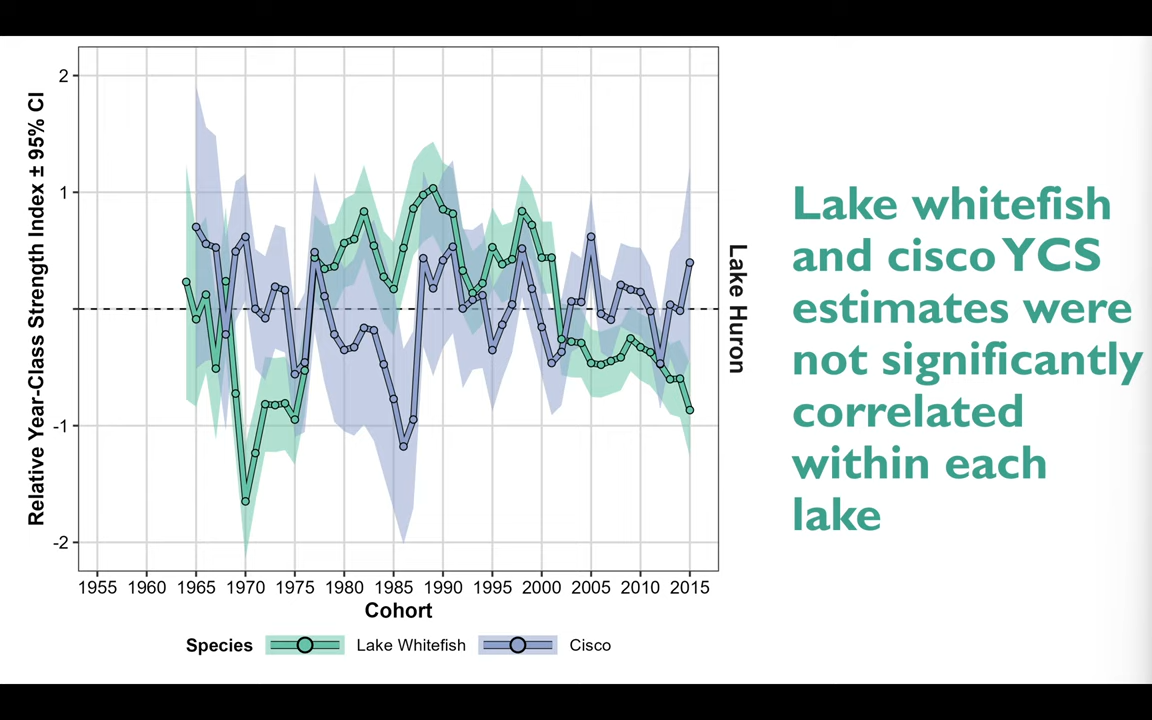 Relative Year-Class Strength Index ± 95% CI
2
1
-1
-2
1955 1960 1965 1970 1975 1980 1985 1990 1995 2000 2005 2010 2015
Cohort
Species Lake Whitefish Cisco
Lake Huron
Lake whitefish
and cisco YCS
estimates were
not significantly
correlated
within each
lake